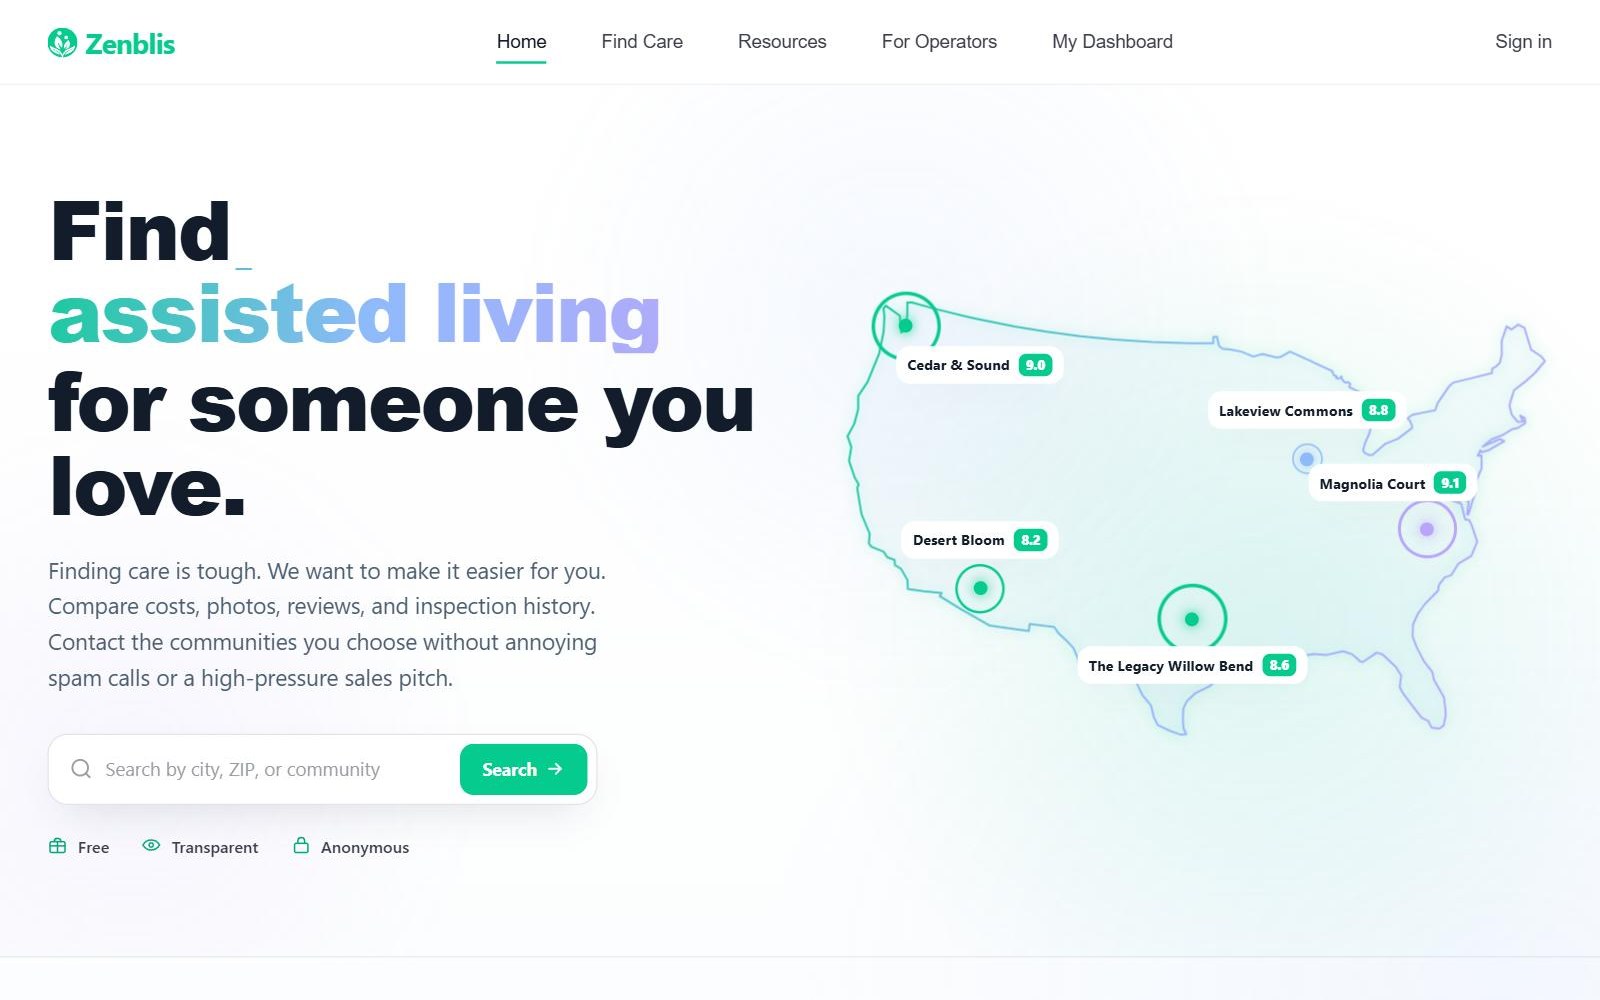 Zenblis
Home
Find Care
Resources
For Operators
My Dashboard
Sign in
Find_
assisted living
for someone you
love.
Finding care is tough. We want to make it easier for you.
Compare costs, photos, reviews, and inspection history.
Contact the communities you choose without annoying
spam calls or a high-pressure sales pitch.
Search by city, ZIP, or community
Search →
Free
Transparent
Anonymous
Cedar & Sound 9.0
Lakeview Commons 8.8
Magnolia Court 9.1
Desert Bloom 8.2
The Legacy Willow Bend 8.6